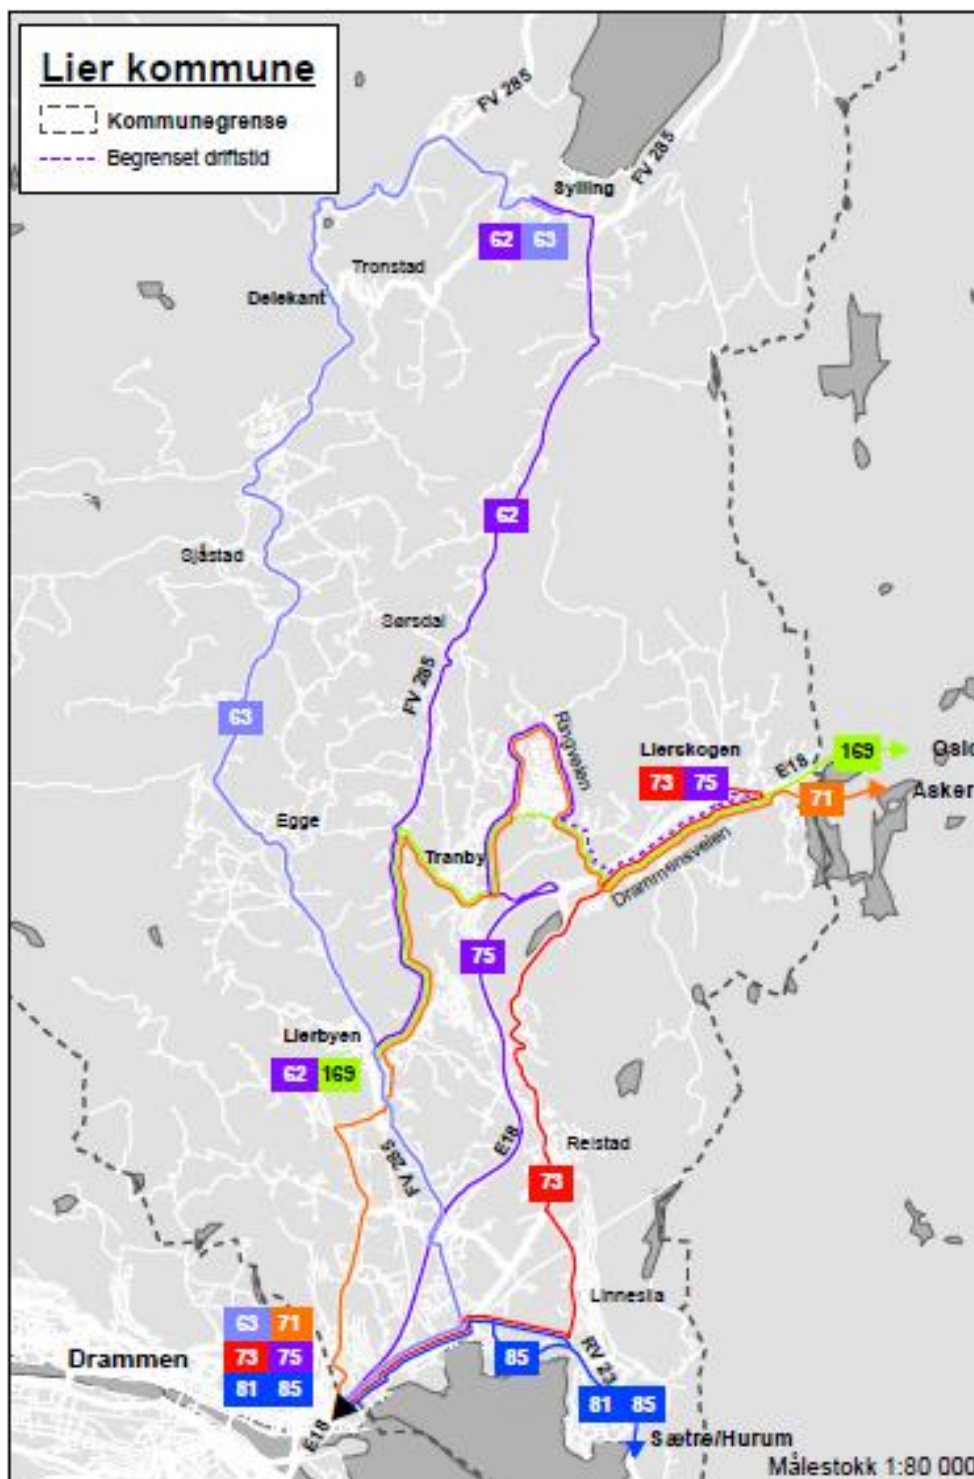 Lier kommune
Kommunegrense
Begrenset driftstid
FV 285
FV 285
Sylling
62 63
Tronstad
Delekant
62
Sjåstad
Sørsdal
FV 285
63
Ringveien
Lierskogen
73 75
E18
169
Oslo
71
Asker
Egge
Tranby
Drammensveien
75
Lierbyen
62 169
FV 285
E18
Reistad
73
Linneslia
63 71
73 75
81 85
Drammen
85
RV 23
81 85
E18
Sætre/Hurum
Målestokk 1:80 000